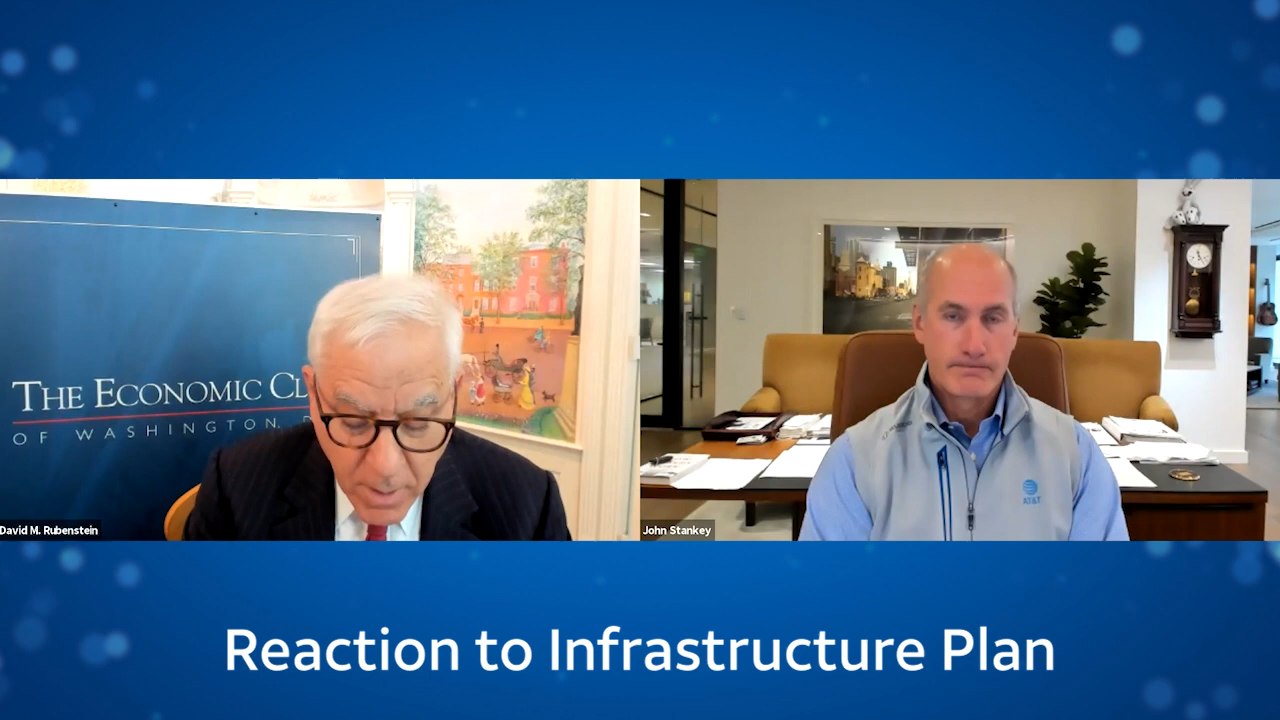 THE ECONOMIC CL
OF WASHINGTON, D
David M. Rubenstein
John Stankey
AT&T
Reaction to Infrastructure Plan